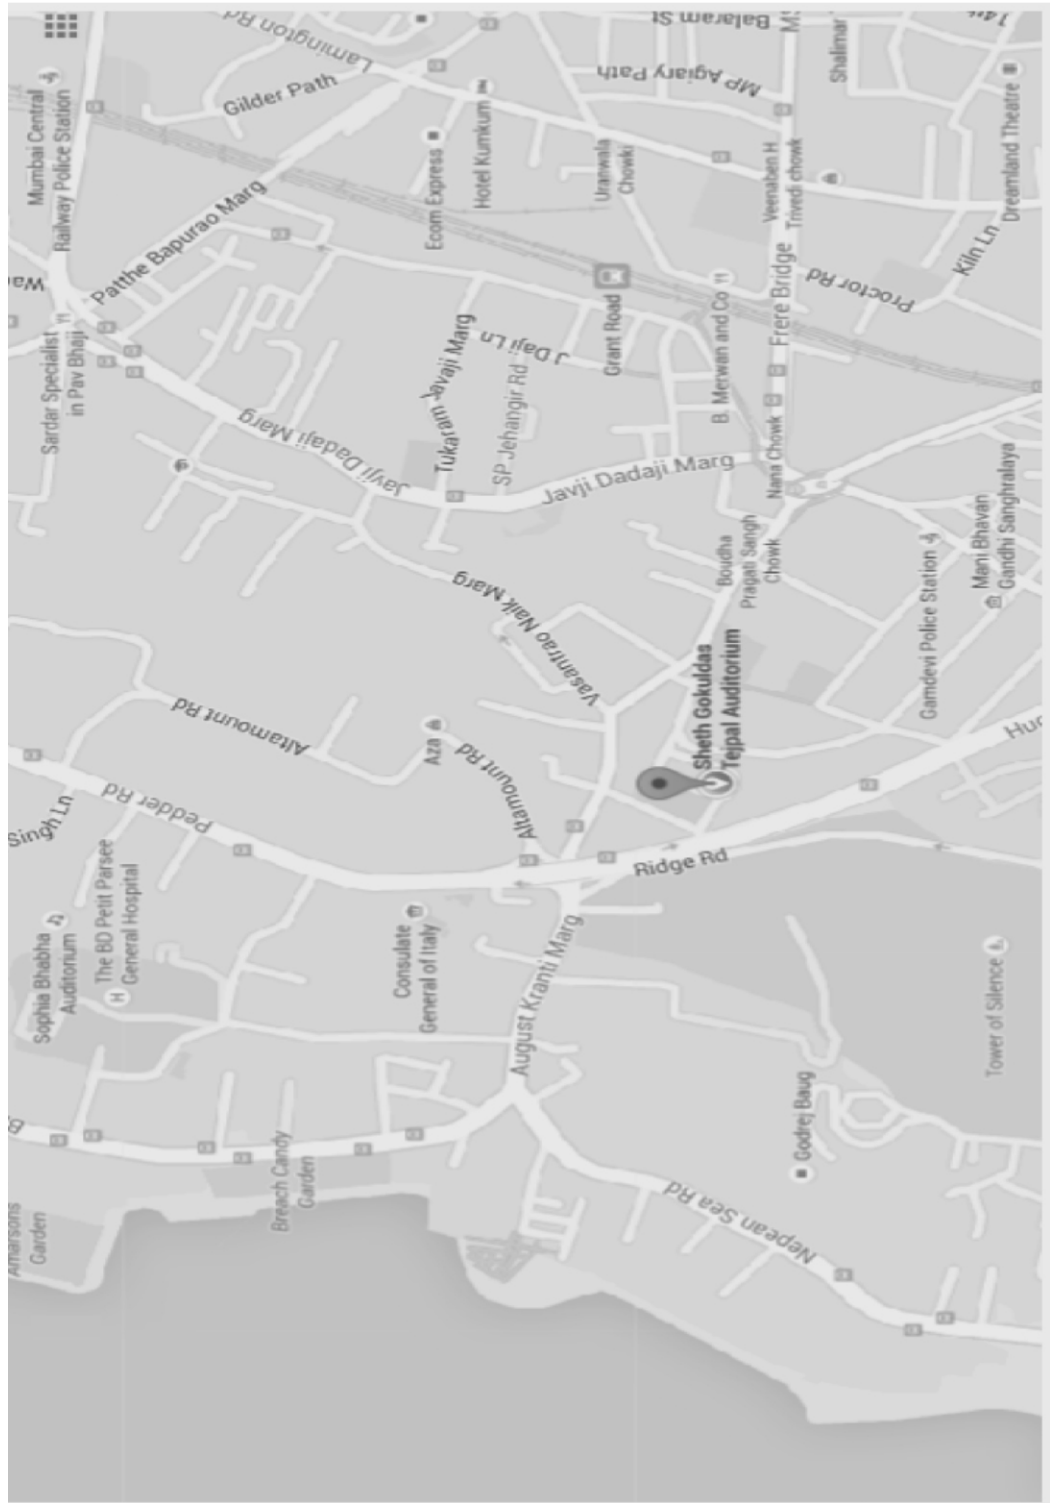 Mumbai Central
Railway Police Station
Lamington Rd
Gilder Path
Balaram St
MP Agiary Path
Shalimar
14th
Dreamland Theatre
Ecom Express
Hotel Kumkum
Uranwala
Chowki
Veenaben H
Trivedi chowk
Patthe Bapurao Marg
Kiln Ln
Proctor Rd
Frere Bridge
Grant Road
B. Merwan and Co
J Daji Ln
Tukaram Javaji Marg
SP Jehangir Rd
Sardar Specialist
in Pav Bhaji
Javji Dadaji Marg
Javji Dadaji Marg
Nana Chowk
Boudha
Pragati Sangh
Chowk
Mani Bhavan
Gandhi Sanghralaya
Gamdevi Police Station
Vasantrao Naik Marg
Sheth Gokuldas
Tejpal Auditorium
Altamount Rd
Aza
Altamount Rd
Pedder Rd
Singh Ln
Ridge Rd
The BD Petit Parsee
General Hospital
Sophia Bhabha
Auditorium
Consulate
General of Italy
August Kranti Marg
Tower of Silence
Godrej Baug
Breach Candy
Garden
Nepean Sea Rd
Amarsons
Garden